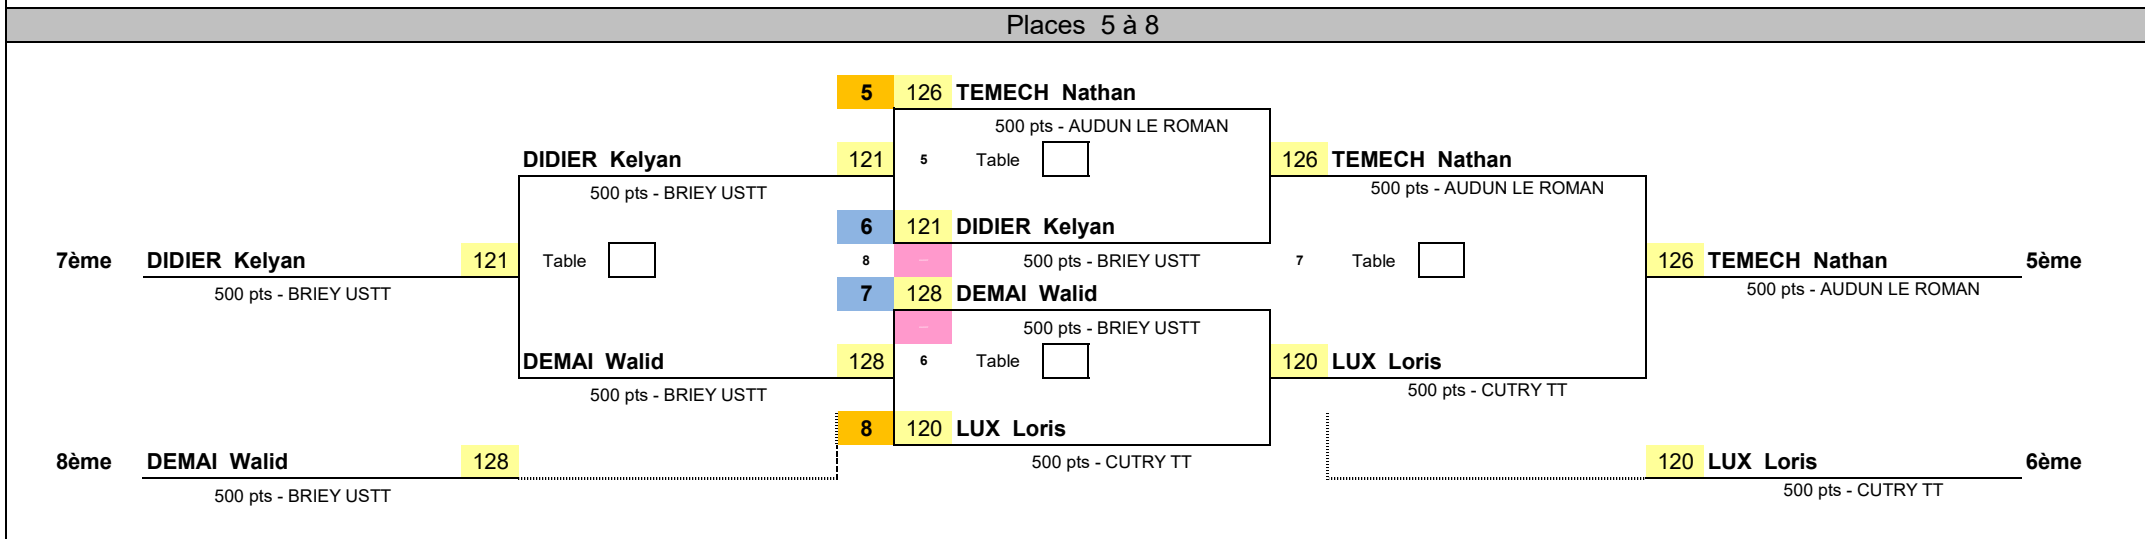 Places 5 à 8
5 126 TEMECH Nathan
500 pts - AUDUN LE ROMAN
DIDIER Kelyan 121 5 Table 126 TEMECH Nathan
500 pts - BRIEY USTT 500 pts - AUDUN LE ROMAN
6 121 DIDIER Kelyan
7ème DIDIER Kelyan 121 Table 8 – 500 pts - BRIEY USTT 7 Table 126 TEMECH Nathan 5ème
500 pts - BRIEY USTT 7 128 DEMAI Walid 500 pts - AUDUN LE ROMAN
– 500 pts - BRIEY USTT
DEMAI Walid 128 6 Table 120 LUX Loris
500 pts - BRIEY USTT 500 pts - CUTRY TT
8 120 LUX Loris
8ème DEMAI Walid 128 500 pts - CUTRY TT 120 LUX Loris 6ème
500 pts - BRIEY USTT 500 pts - CUTRY TT